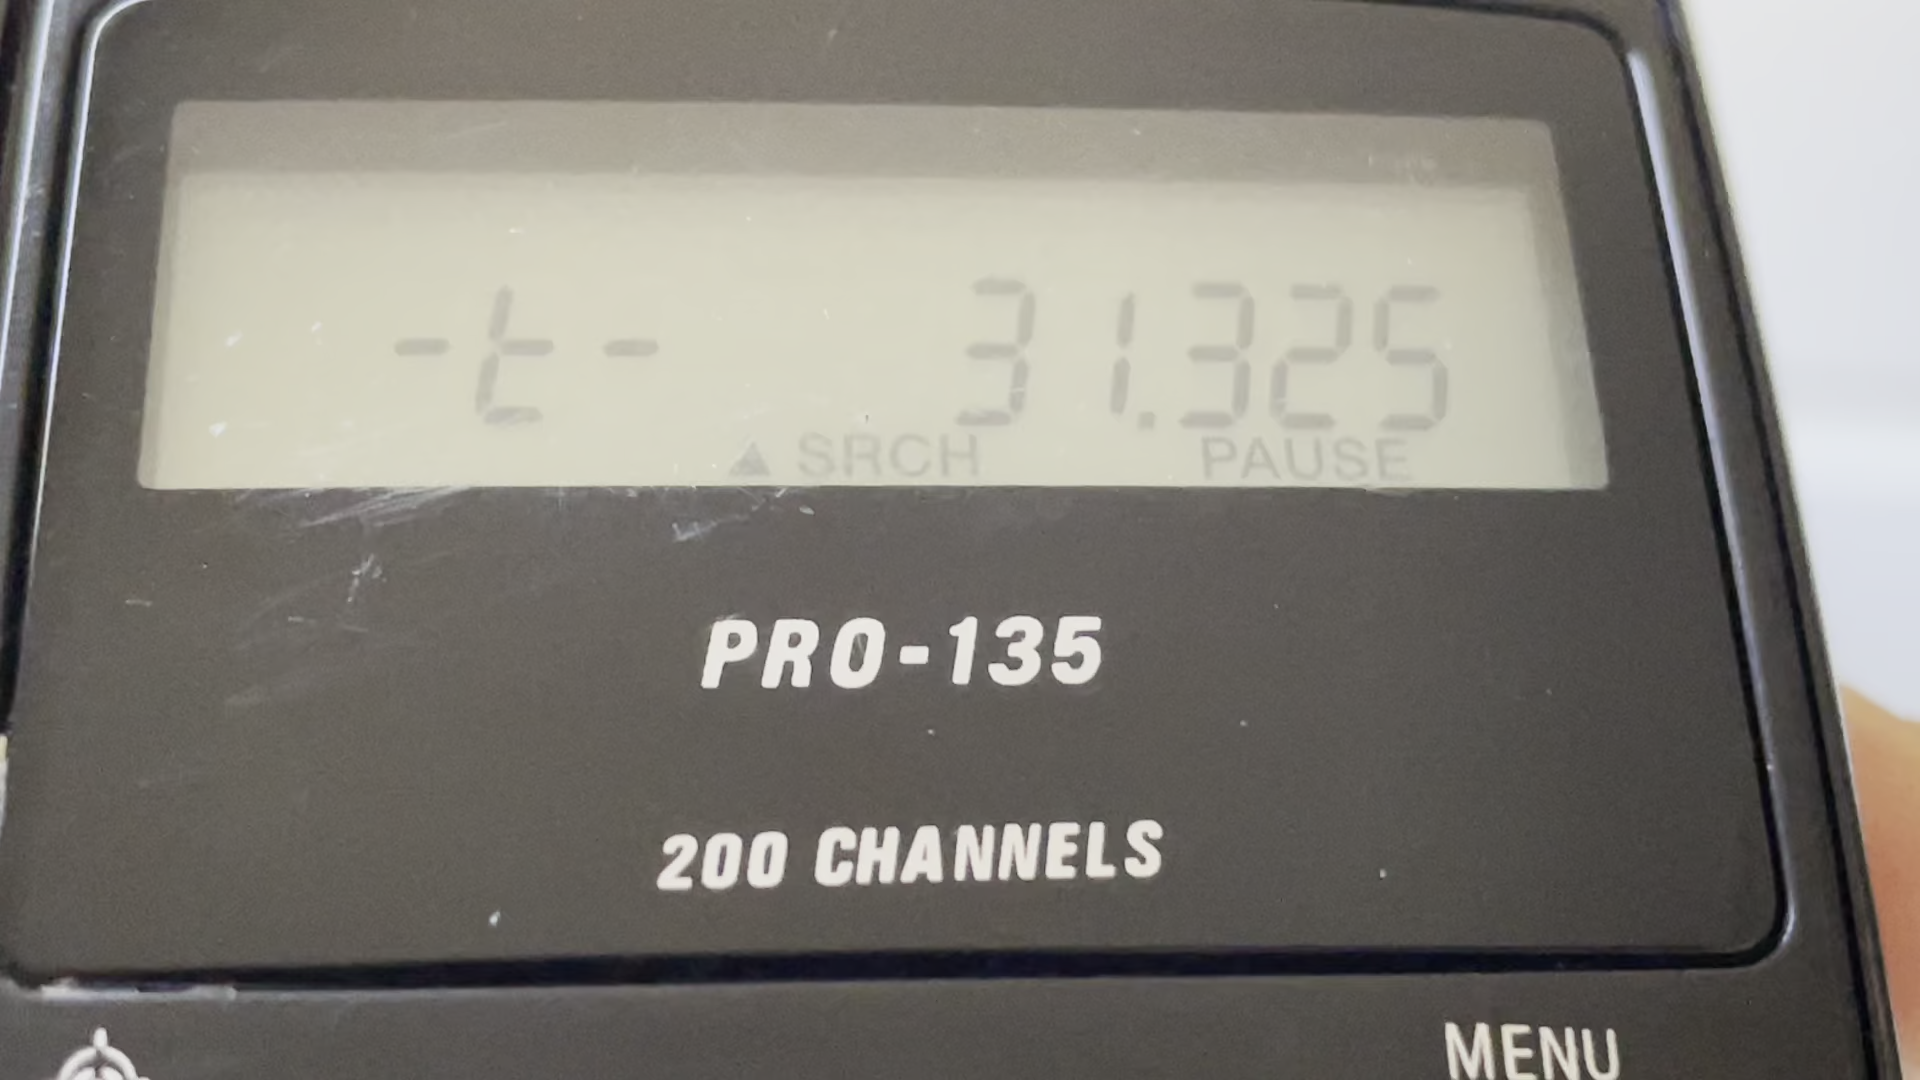 -t- 31.325
▲ SRCH PAUSE
PRO-135
200 CHANNELS
MENU